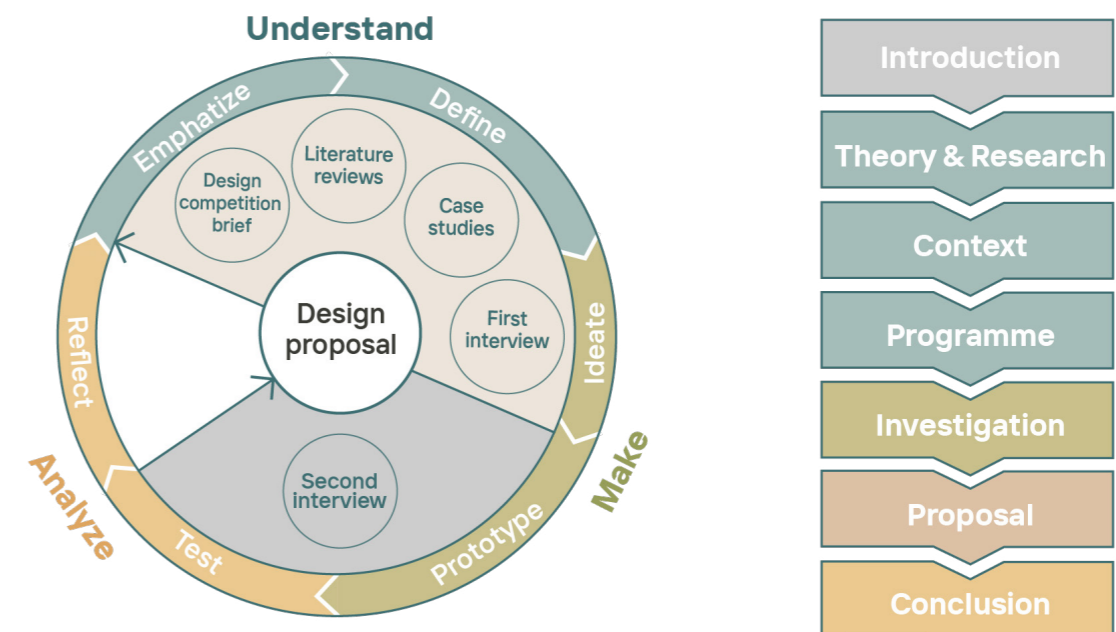 Understand
Emphatize
Define
Ideate
Make
Prototype
Test
Analyze
Reflect
Design
competition
brief
Literature
reviews
Case
studies
First
interview
Design
proposal
Second
interview
Introduction
Theory & Research
Context
Programme
Investigation
Proposal
Conclusion